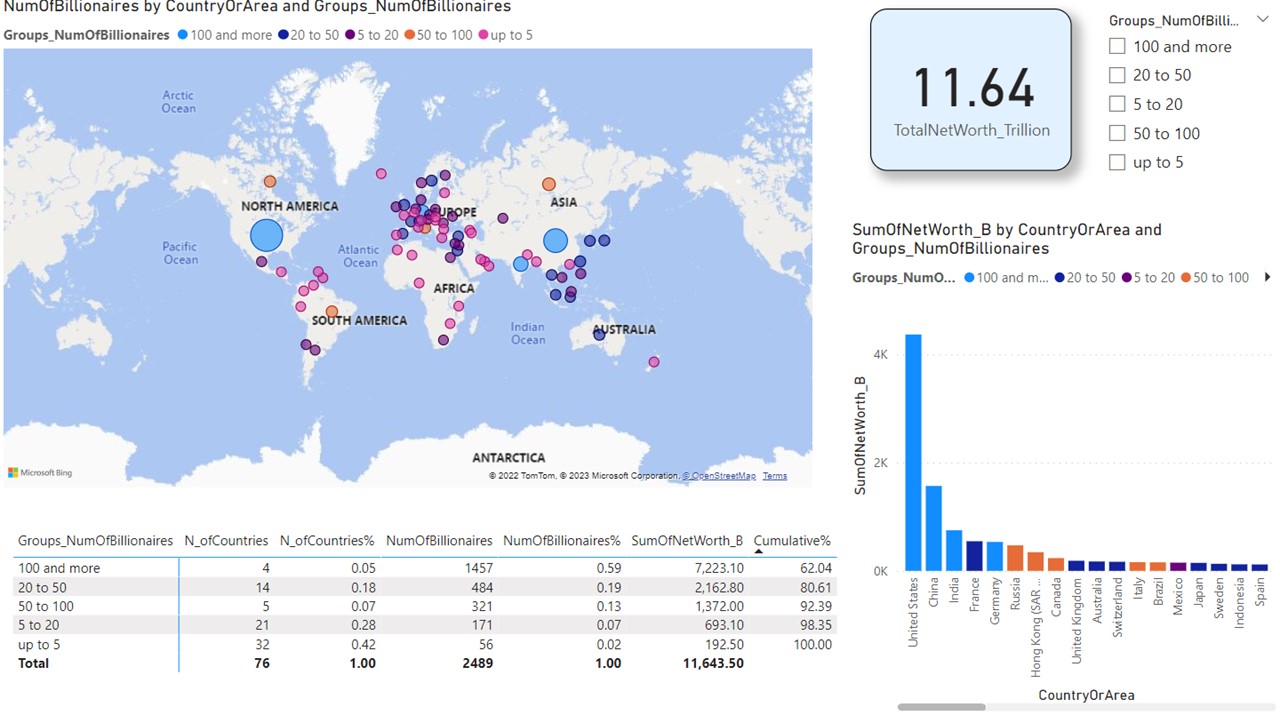 NumOfBillionaires by CountryOrArea and Groups_NumOfBillionaires
Groups_NumOfBillionaires 100 and more 20 to 50 5 to 20 50 to 100 up to 5
Arctic
Ocean
NORTH AMERICA
EUROPE
ASIA
Pacific
Ocean
Atlantic
Ocean
AFRICA
SOUTH AMERICA
Indian
Ocean
AUSTRALIA
ANTARCTICA
Microsoft Bing
© 2022 TomTom, © 2023 Microsoft Corporation, © OpenStreetMap Terms
11.64
TotalNetWorth_Trillion
Groups_NumOfBilli...
100 and more
20 to 50
5 to 20
50 to 100
up to 5
SumOfNetWorth_B by CountryOrArea and
Groups_NumOfBillionaires
Groups_NumO... 100 and m... 20 to 50 5 to 20 50 to 100
SumOfNetWorth_B
4K
2K
0K
United States
China
India
France
Germany
Russia
Hong Kong (SAR ...
Canada
United Kingdom
Australia
Switzerland
Italy
Brazil
Mexico
Japan
Sweden
Indonesia
Spain
CountryOrArea
Groups_NumOfBillionaires N_ofCountries N_ofCountries% NumOfBillionaires NumOfBillionaires% SumOfNetWorth_B Cumulative%
100 and more 4 0.05 1457 0.59 7,223.10 62.04
20 to 50 14 0.18 484 0.19 2,162.80 80.61
50 to 100 5 0.07 321 0.13 1,372.00 92.39
5 to 20 21 0.28 171 0.07 693.10 98.35
up to 5 32 0.42 56 0.02 192.50 100.00
Total 76 1.00 2489 1.00 11,643.50